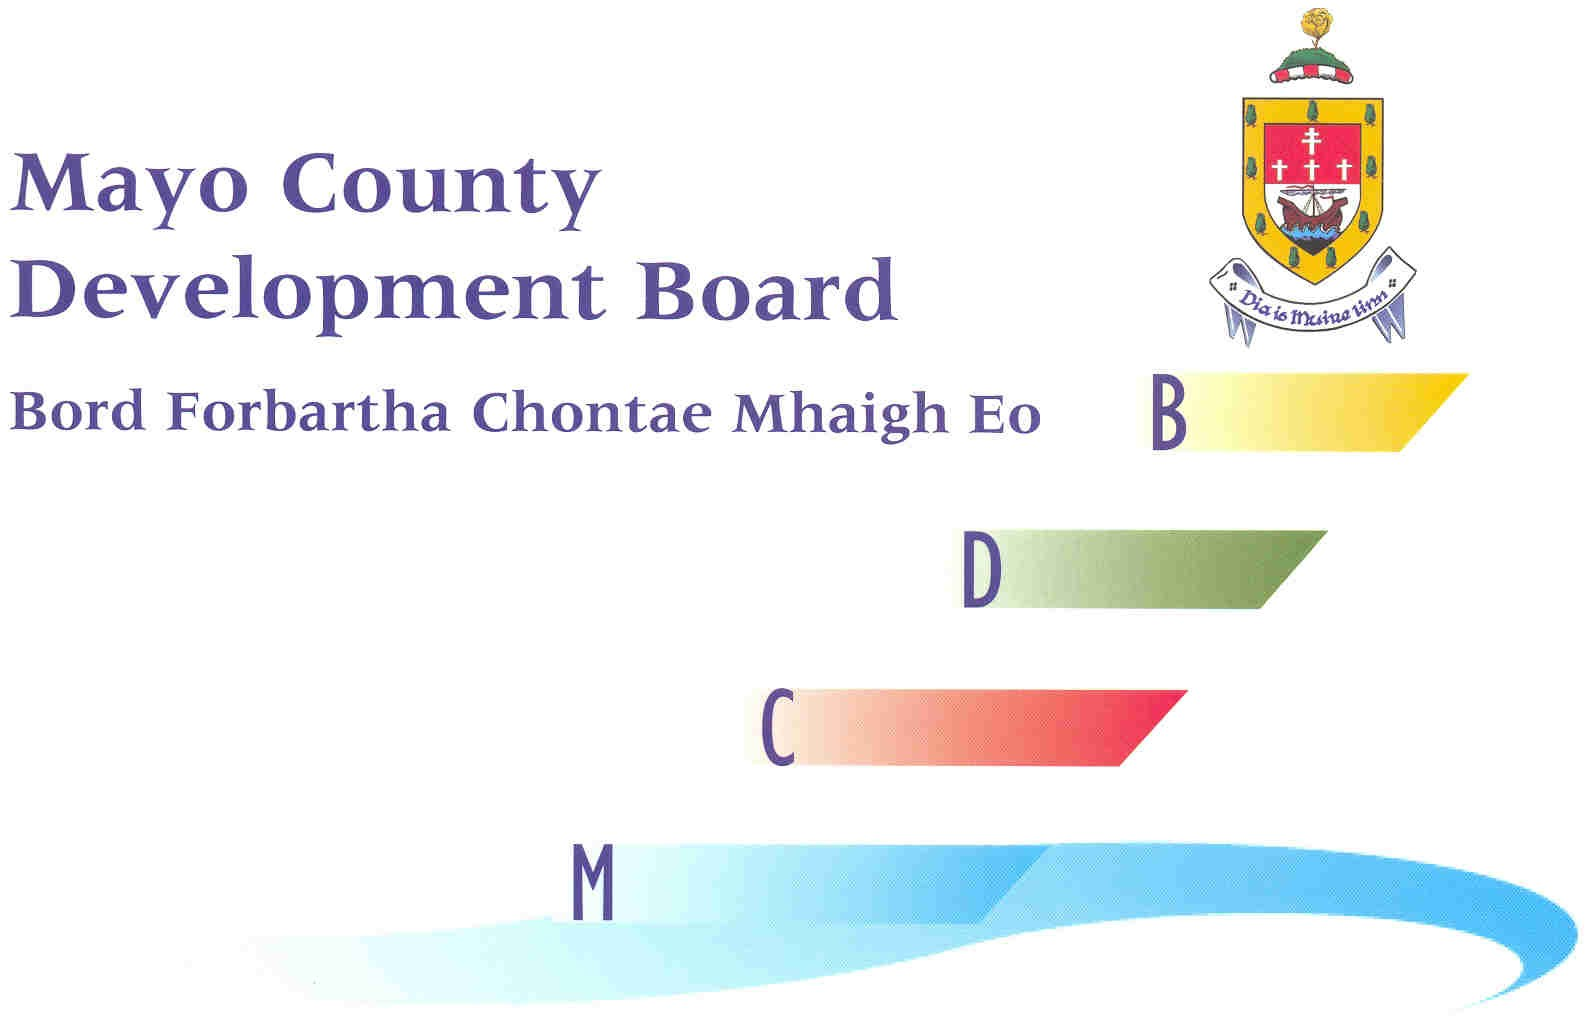 Mayo County
Development Board
Bord Forbartha Chontae Mhaigh Eo
Dia is Muire linn
B
D
C
M